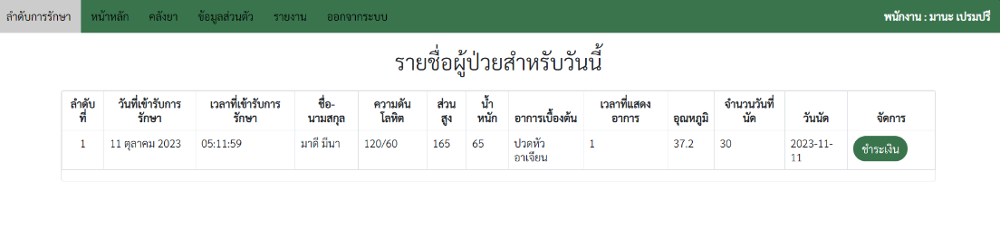 ลำดับการรักษา หน้าหลัก คลังยา ข้อมูลส่วนตัว รายงาน ออกจากระบบ พนักงาน : มานะ เปรมปรี
รายชื่อผู้ป่วยสำหรับวันนี้
ลำดับที่ วันที่เข้ารับการรักษา เวลาที่เข้ารับการรักษา ชื่อ-นามสกุล ความดันโลหิต ส่วนสูง น้ำหนัก อาการเบื้องต้น เวลาที่แสดงอาการ อุณหภูมิ จำนวนวันที่นัด วันนัด จัดการ
1 11 ตุลาคม 2023 05:11:59 มาดี มีนา 120/60 165 65 ปวดหัว อาเจียน 1 37.2 30 2023-11-11 ชำระเงิน